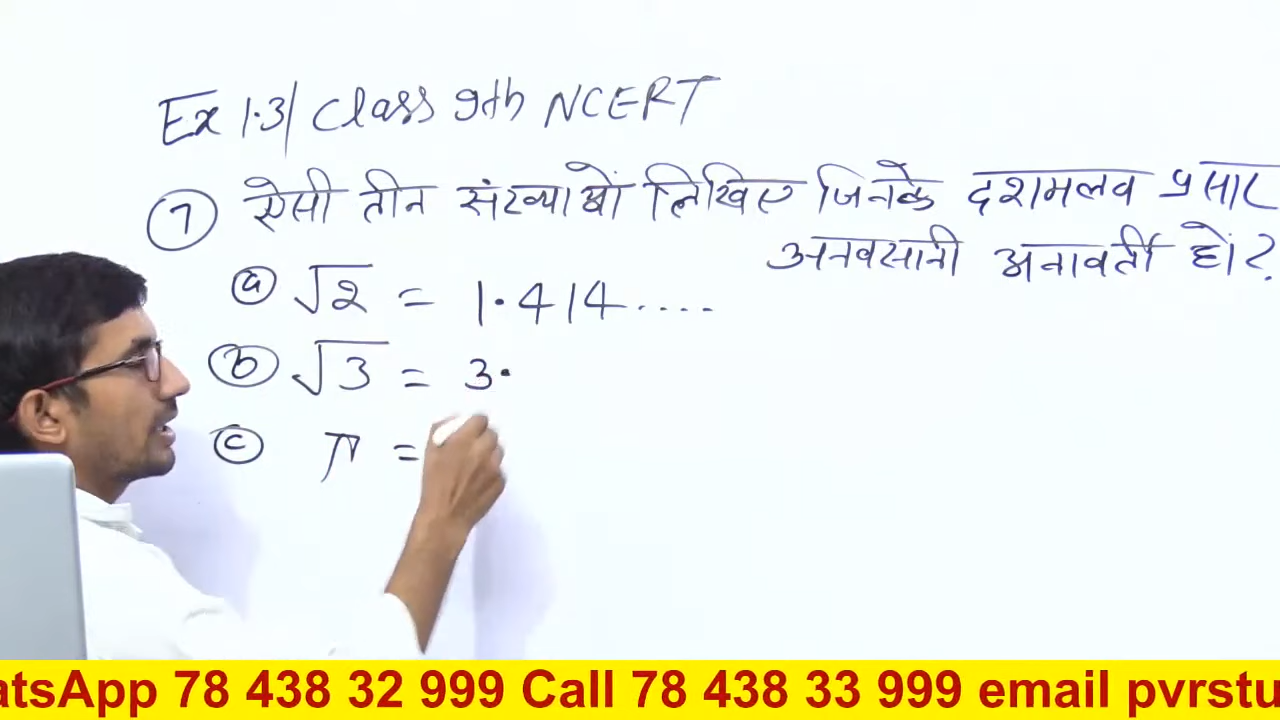 Ex 1.3/ Class 9th NCERT
7 ऐसी तीन संख्याओं लिखिए जिनके दशमलव प्रसार
अनवसानी अनावर्ती हों?
a √2 = 1.414....
b √3 = 3.
c π =
atsApp 78 438 32 999 Call 78 438 33 999 email pvrstu